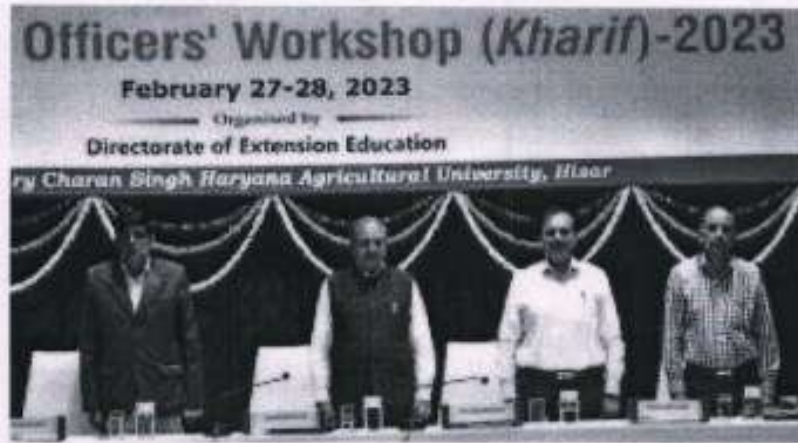 Officers' Workshop (Kharif)-2023
February 27-28, 2023
Organised by
Directorate of Extension Education
ry Charan Singh Haryana Agricultural University, Hisar